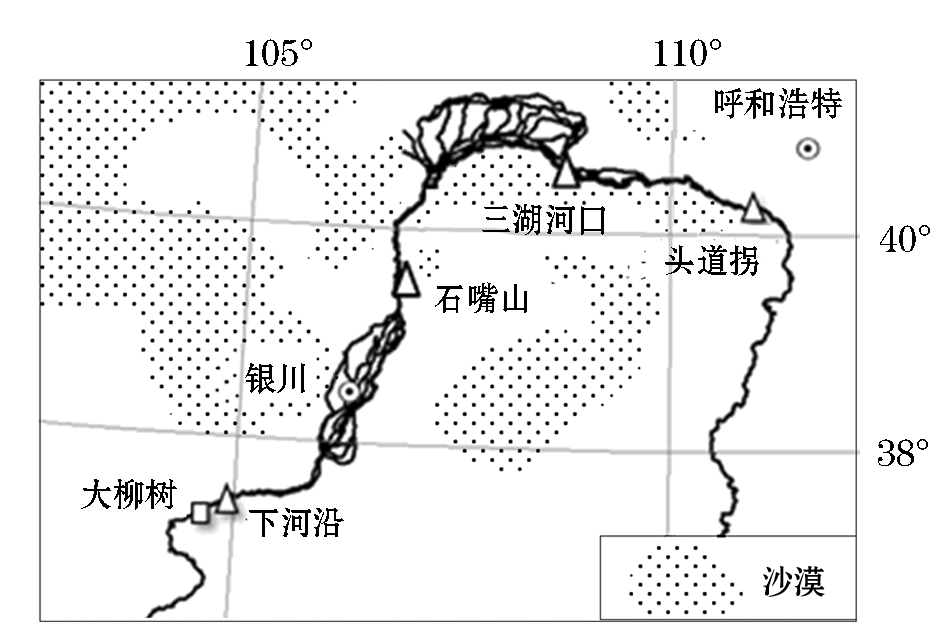 105°
110°
呼和浩特
三湖河口
40°
头道拐
石嘴山
银川
38°
大柳树
下河沿
沙漠